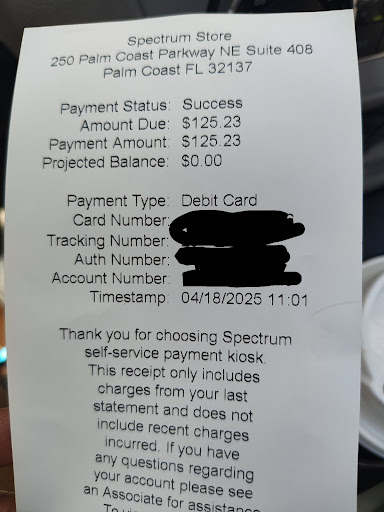 Spectrum Store
250 Palm Coast Parkway NE Suite 408
Palm Coast FL 32137
Payment Status: Success
Amount Due: $125.23
Payment Amount: $125.23
Projected Balance: $0.00
Payment Type: Debit Card
Card Number:
Tracking Number:
Auth Number:
Account Number:
Timestamp: 04/18/2025 11:01
Thank you for choosing Spectrum
self-service payment kiosk.
This receipt only includes
charges from your last
statement and does not
include recent charges
incurred. If you have
any questions regarding
your account please see
an Associate for assistance